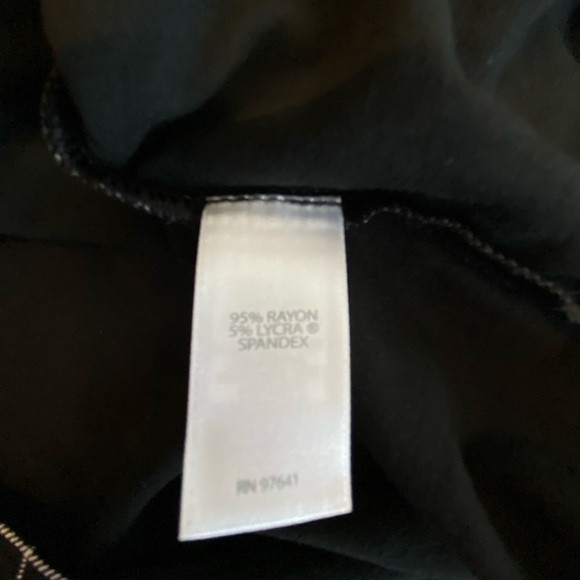 95% RAYON
5% LYCRA ®
SPANDEX
RN 97641